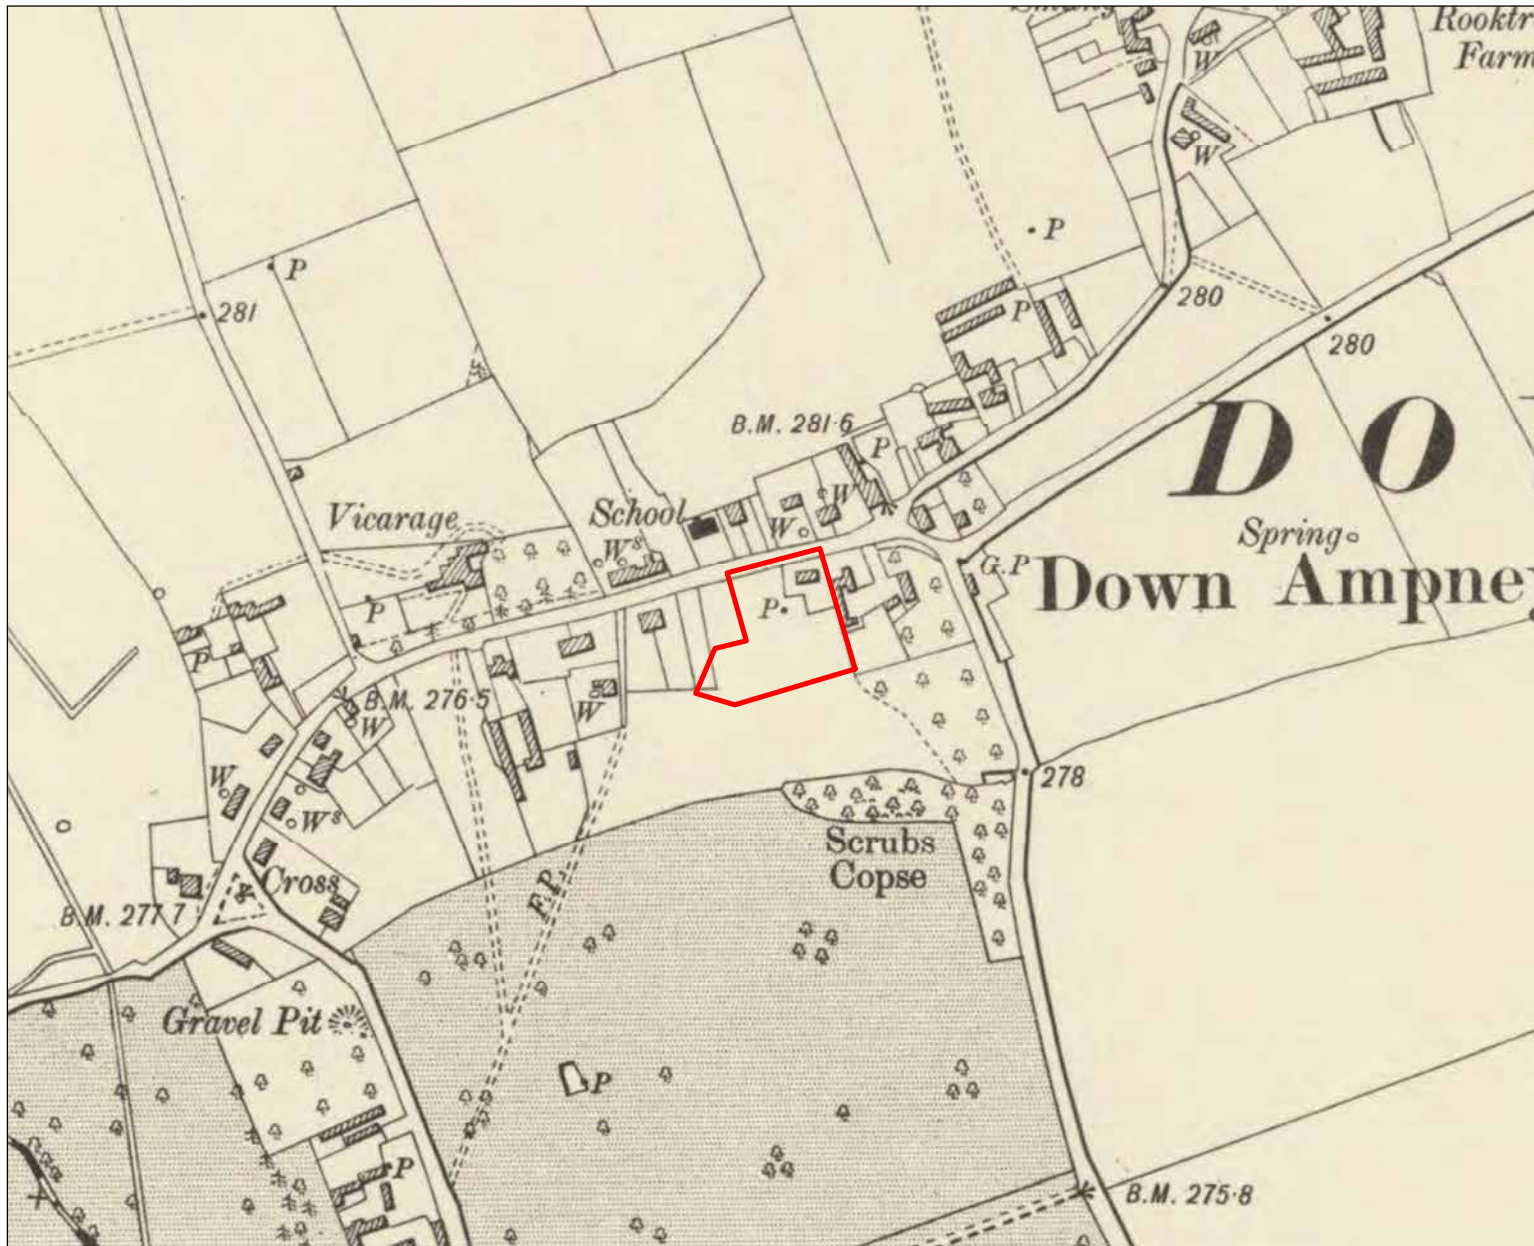 Rooktr
Farm
W
W
P
P
281
P
280
280
B.M. 281·6
P
D O
Vicarage
School
W
W
Wˢ
Spring
G.P
Down Ampney
P
P
P
B.M. 276·5
W
W
278
W
Wˢ
Scrubs
Copse
Cross
F.P.
B.M. 277·7
Gravel Pit
P
P
B.M. 275·8